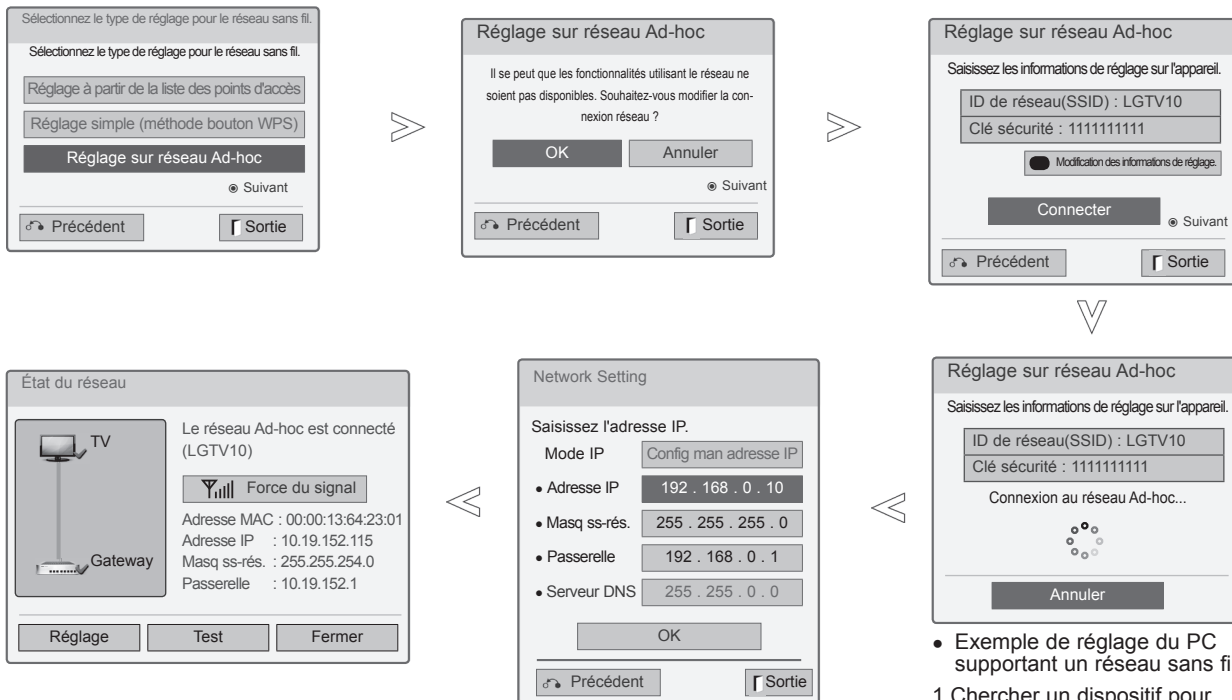 Sélectionnez le type de réglage pour le réseau sans fil.
Sélectionnez le type de réglage pour le réseau sans fil.
Réglage à partir de la liste des points d'accès
Réglage simple (méthode bouton WPS)
Réglage sur réseau Ad-hoc
Suivant
Précédent
Sortie
Réglage sur réseau Ad-hoc
Il se peut que les fonctionnalités utilisant le réseau ne
soient pas disponibles. Souhaitez-vous modifier la con-
nexion réseau ?
OK
Annuler
Suivant
Précédent
Sortie
Réglage sur réseau Ad-hoc
Saisissez les informations de réglage sur l'appareil.
ID de réseau(SSID) : LGTV10
Clé sécurité : 1111111111
Modification des informations de réglage.
Connecter
Suivant
Précédent
Sortie
Réglage sur réseau Ad-hoc
Saisissez les informations de réglage sur l'appareil.
ID de réseau(SSID) : LGTV10
Clé sécurité : 1111111111
Connexion au réseau Ad-hoc...
Annuler
• Exemple de réglage du PC
supportant un réseau sans fi
1.Chercher un dispositif pour
Network Setting
Saisissez l'adresse IP.
Mode IP Config man adresse IP
• Adresse IP 192 . 168 . 0 . 10
• Masq ss-rés. 255 . 255 . 255 . 0
• Passerelle 192 . 168 . 0 . 1
• Serveur DNS 255 . 255 . 0 . 0
OK
Précédent
Sortie
État du réseau
TV
Gateway
Le réseau Ad-hoc est connecté
(LGTV10)
Force du signal
Adresse MAC : 00:00:13:64:23:01
Adresse IP : 10.19.152.115
Masq ss-rés. : 255.255.254.0
Passerelle : 10.19.152.1
Réglage
Test
Fermer